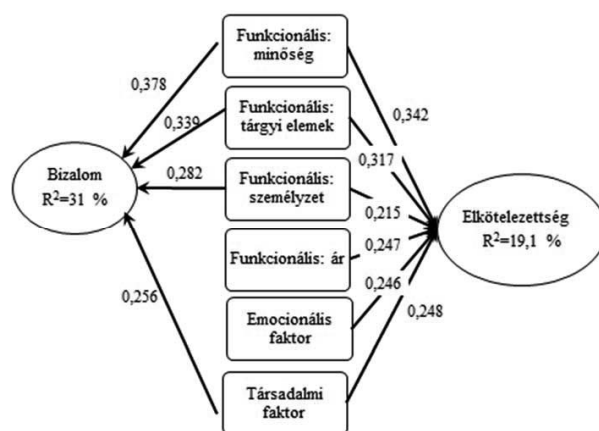 Funkcionális:
minőség
0,378
Funkcionális:
tárgyi elemek
0,339
0,342
0,317
Bizalom
R²=31 %
0,282
Funkcionális:
személyzet
0,215
Elkötelezettség
R²=19,1 %
Funkcionális: ár
0,247
0,256
Emocionális
faktor
0,246
0,248
Társadalmi
faktor